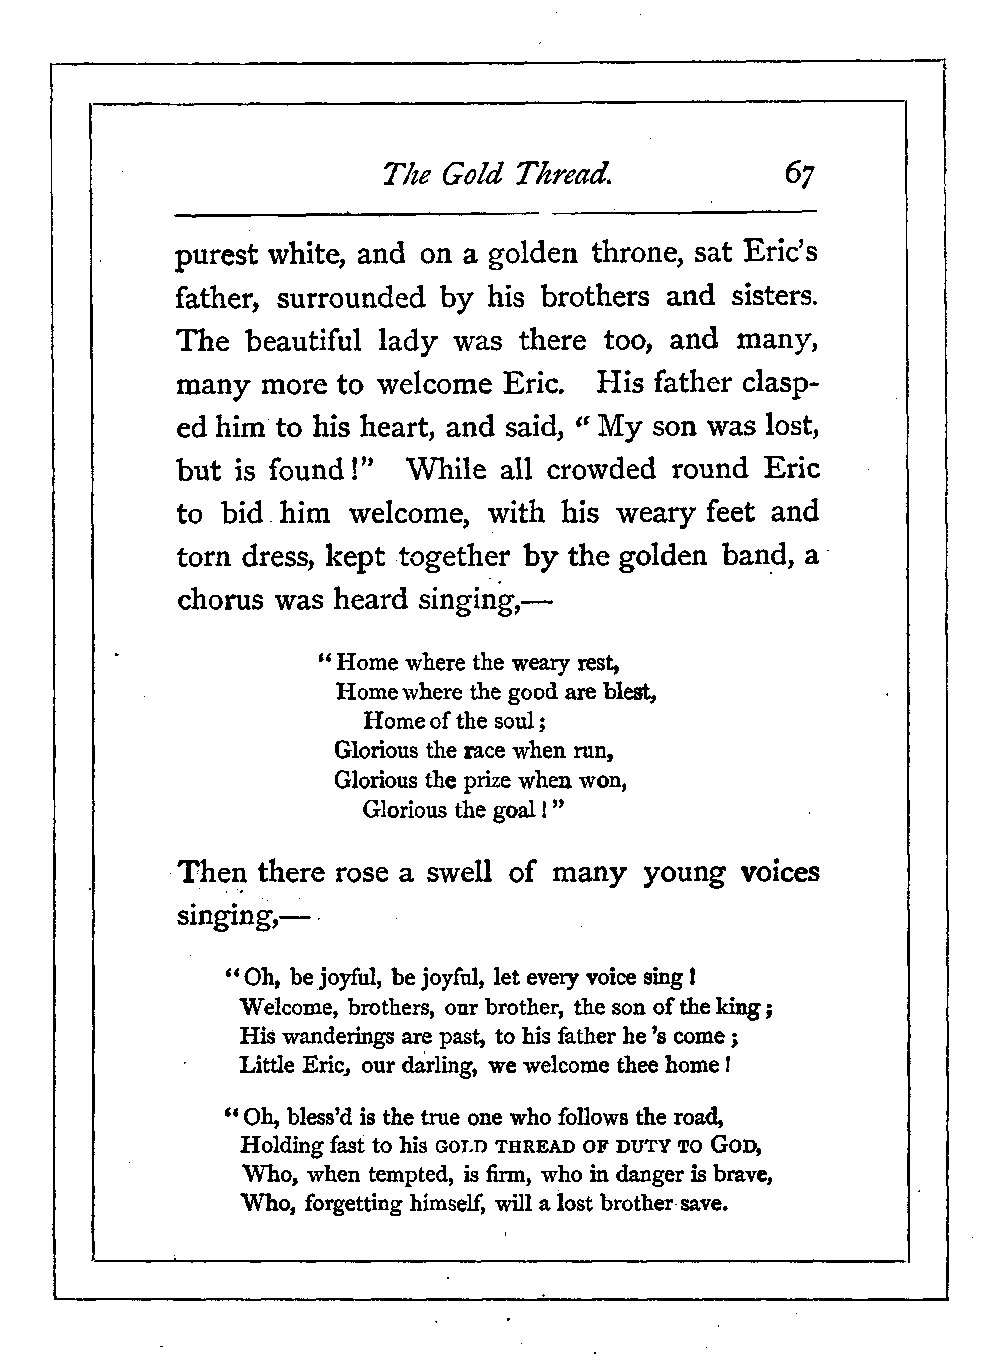 The Gold Thread. 67
purest white, and on a golden throne, sat Eric's
father, surrounded by his brothers and sisters.
The beautiful lady was there too, and many,
many more to welcome Eric. His father clasp-
ed him to his heart, and said, “My son was lost,
but is found!” While all crowded round Eric
to bid him welcome, with his weary feet and
torn dress, kept together by the golden band, a
chorus was heard singing,—
“Home where the weary rest,
Home where the good are blest,
Home of the soul;
Glorious the race when run,
Glorious the prize when won,
Glorious the goal!”
Then there rose a swell of many young voices
singing,—
“Oh, be joyful, be joyful, let every voice sing!
Welcome, brothers, our brother, the son of the king;
His wanderings are past, to his father he's come;
Little Eric, our darling, we welcome thee home!
“Oh, bless'd is the true one who follows the road,
Holding fast to his GOLD THREAD OF DUTY TO GOD,
Who, when tempted, is firm, who in danger is brave,
Who, forgetting himself, will a lost brother save.